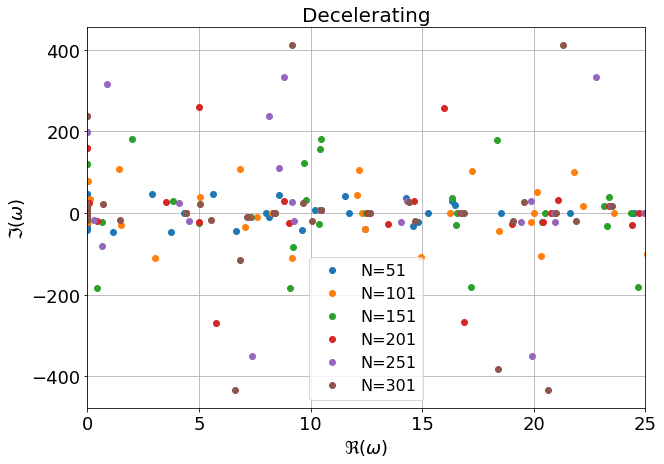 Decelerating
ℑ(ω)
400
200
0
−200
−400
N=51
N=101
N=151
N=201
N=251
N=301
0 5 10 15 20 25
ℜ(ω)